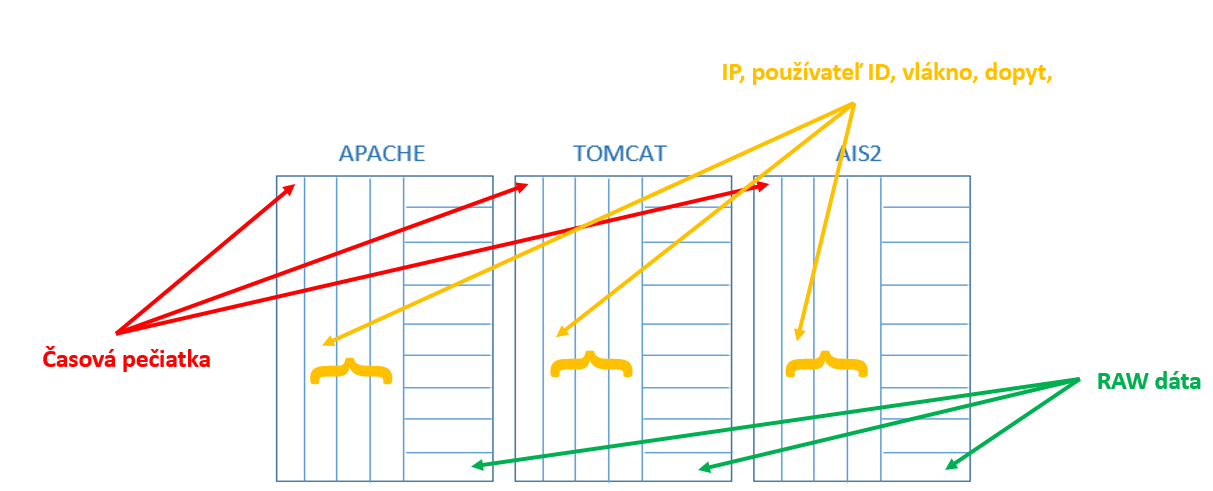 IP, používateľ ID, vlákno, dopyt,
APACHE
TOMCAT
AIS2
Časová pečiatka
RAW dáta